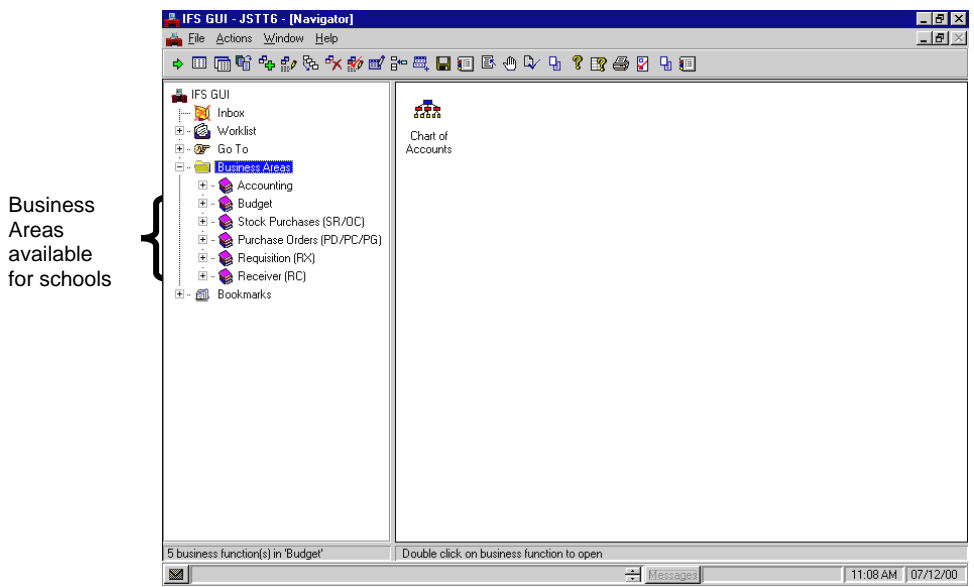 IFS GUI - JSTT6 - [Navigator]
File Actions Window Help
IFS GUI
Inbox
Worklist
Go To
Business Areas
Accounting
Budget
Stock Purchases (SR/OC)
Purchase Orders (PD/PC/PG)
Requisition (RX)
Receiver (RC)
Bookmarks
Chart of
Accounts
Business
Areas
available
for schools
5 business function(s) in 'Budget'
Double click on business function to open
Messages
11:08 AM
07/12/00